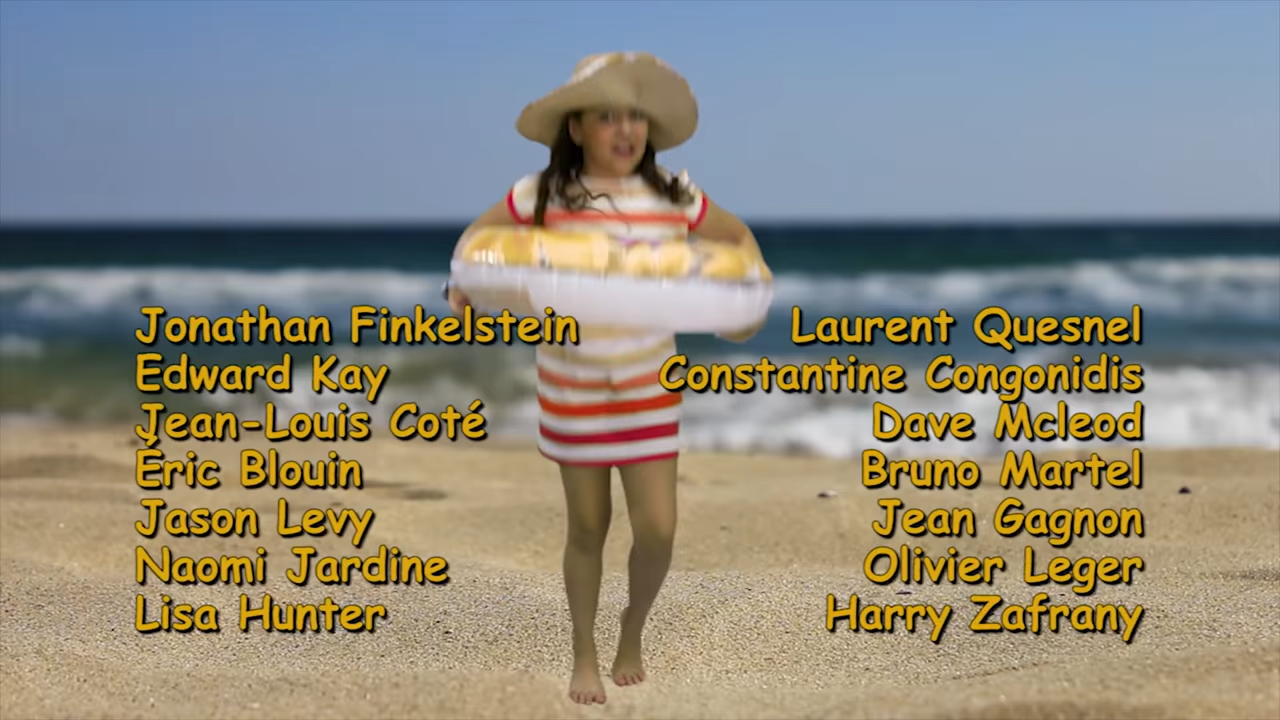 Jonathan Finkelstein
Edward Kay
Jean-Louis Coté
Éric Blouin
Jason Levy
Naomi Jardine
Lisa Hunter
Laurent Quesnel
Constantine Congonidis
Dave Mcleod
Bruno Martel
Jean Gagnon
Olivier Leger
Harry Zafrany